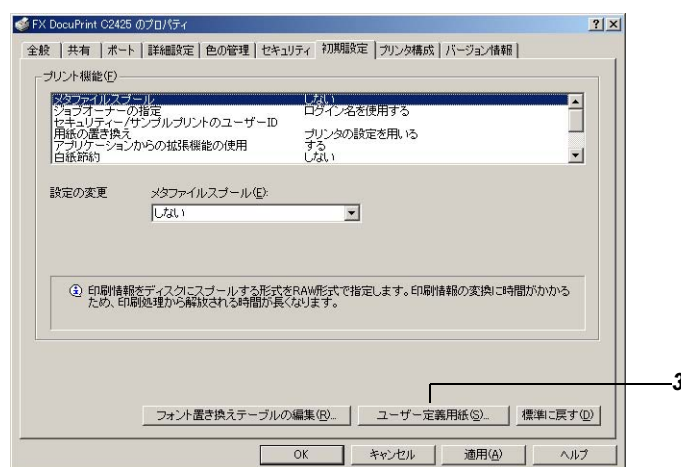 FX DocuPrint C2425 のプロパティ
全般 共有 ポート 詳細設定 色の管理 セキュリティ 初期設定 プリンタ構成 バージョン情報
プリント機能(F)
メタファイルスプール しない
ジョブオーナーの指定 ログイン名を使用する
セキュリティー/サンプルプリントのユーザーID
用紙の置き換え プリンタの設定を用いる
アプリケーションからの拡張機能の使用 する
白紙節約 しない
設定の変更 メタファイルスプール(E):
しない
印刷情報をディスクにスプールする形式をRAW形式で指定します。印刷情報の変換に時間がかかる
ため、印刷処理から解放される時間が長くなります。
3
フォント置き換えテーブルの編集(R)... ユーザー定義用紙(S)... 標準に戻す(D)
OK キャンセル 適用(A) ヘルプ